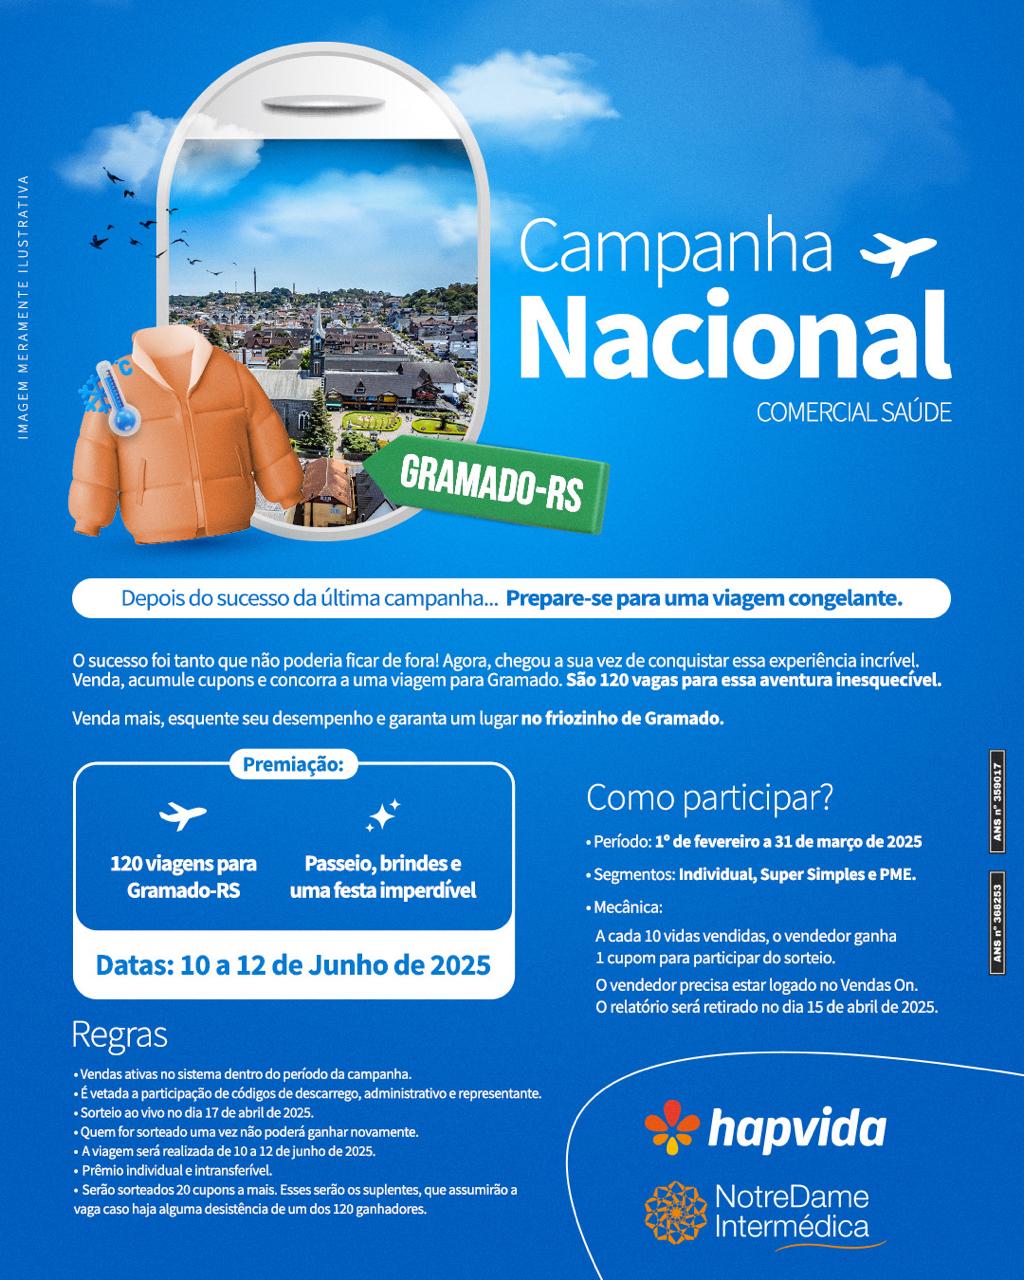 IMAGEM MERAMENTE ILUSTRATIVA
Campanha
Nacional
COMERCIAL SAÚDE
°C
GRAMADO-RS
Depois do sucesso da última campanha... Prepare-se para uma viagem congelante.
O sucesso foi tanto que não poderia ficar de fora! Agora, chegou a sua vez de conquistar essa experiência incrível.
Venda, acumule cupons e concorra a uma viagem para Gramado. São 120 vagas para essa aventura inesquecível.
Venda mais, esquente seu desempenho e garanta um lugar no friozinho de Gramado.
Premiação:
120 viagens para
Gramado-RS
Passeio, brindes e
uma festa imperdível
Datas: 10 a 12 de Junho de 2025
Como participar?
• Período: 1º de fevereiro a 31 de março de 2025
• Segmentos: Individual, Super Simples e PME.
• Mecânica:
A cada 10 vidas vendidas, o vendedor ganha
1 cupom para participar do sorteio.
O vendedor precisa estar logado no Vendas On.
O relatório será retirado no dia 15 de abril de 2025.
ANS nº 359017
ANS nº 368253
Regras
• Vendas ativas no sistema dentro do período da campanha.
• É vetada a participação de códigos de descarrego, administrativo e representante.
• Sorteio ao vivo no dia 17 de abril de 2025.
• Quem for sorteado uma vez não poderá ganhar novamente.
• A viagem será realizada de 10 a 12 de junho de 2025.
• Prêmio individual e intransferível.
• Serão sorteados 20 cupons a mais. Esses serão os suplentes, que assumirão a
vaga caso haja alguma desistência de um dos 120 ganhadores.
hapvida
NotreDame
Intermédica